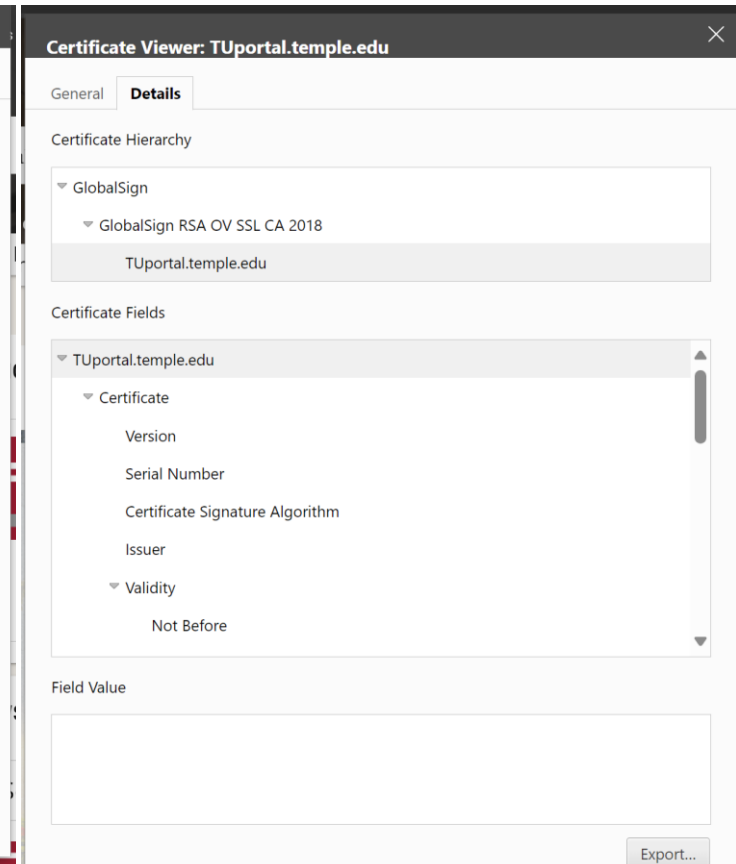 Certificate Viewer: TUportal.temple.edu
General Details
Certificate Hierarchy
GlobalSign
GlobalSign RSA OV SSL CA 2018
TUportal.temple.edu
Certificate Fields
TUportal.temple.edu
Certificate
Version
Serial Number
Certificate Signature Algorithm
Issuer
Validity
Not Before
Field Value
Export...